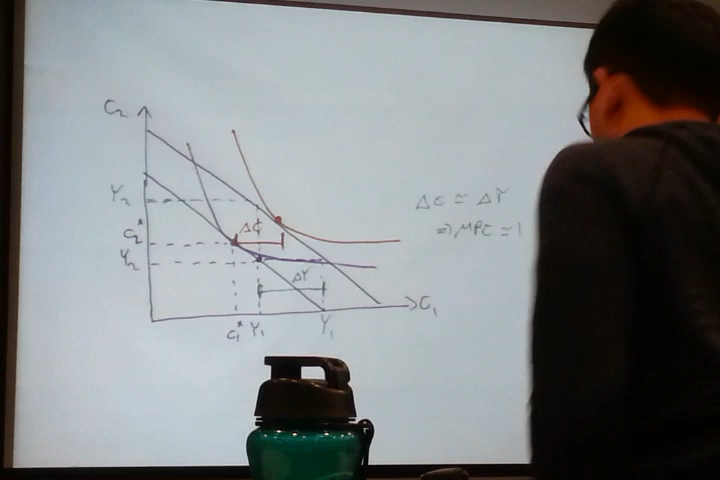 C₂
Y₂
C₂*
Y₂
ΔC
ΔY
C₁
C₁* Y₁ Y₁
ΔC ≃ ΔY
⇒ MPC ≃ 1